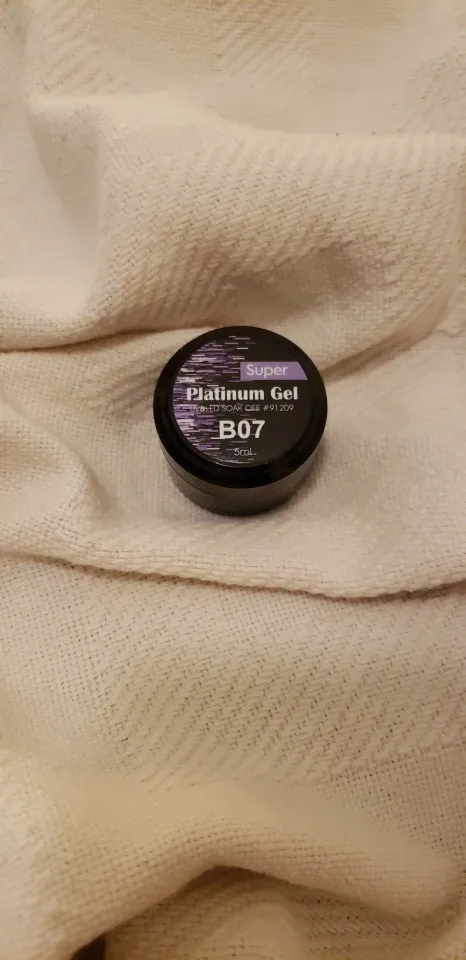 Super
Platinum Gel
UV&LED SOAK OFF #91209
B07
5ml